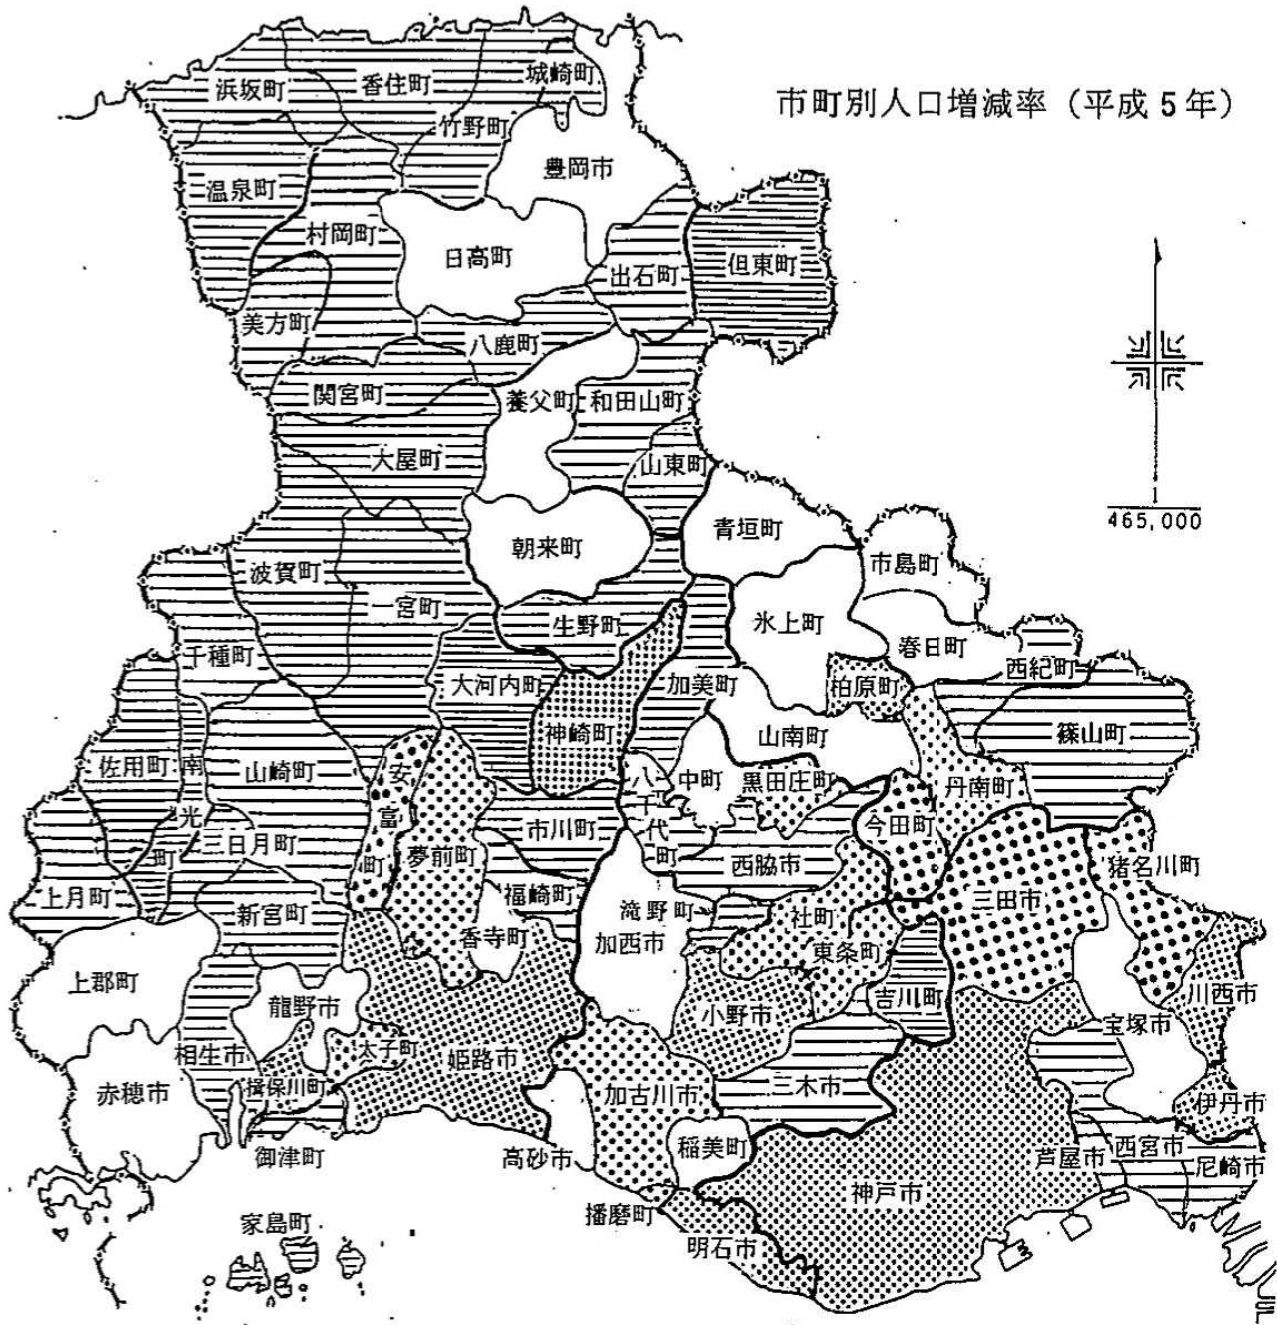 市町別人口増減率（平成5年）
城崎町
浜坂町
香住町
竹野町
豊岡市
温泉町
村岡町
日高町
出石町
但東町
美方町
八鹿町
関宮町
養父町
和田山町
大屋町
山東町
465,000
青垣町
朝来町
市島町
波賀町
一宮町
生野町
氷上町
春日町
千種町
西紀町
大河内町
加美町
柏原町
神崎町
山南町
篠山町
佐用町
南光町
山崎町
安富町
八千代町
中町
黒田庄町
丹南町
三日月町
夢前町
市川町
今田町
西脇市
猪名川町
上月町
新宮町
福崎町
滝野町
社町
三田市
香寺町
加西市
東条町
上郡町
龍野市
小野市
吉川町
川西市
相生市
太子町
姫路市
宝塚市
赤穂市
揖保川町
加古川市
三木市
伊丹市
御津町
高砂市
稲美町
芦屋市
西宮市
尼崎市
神戸市
家島町
播磨町
明石市